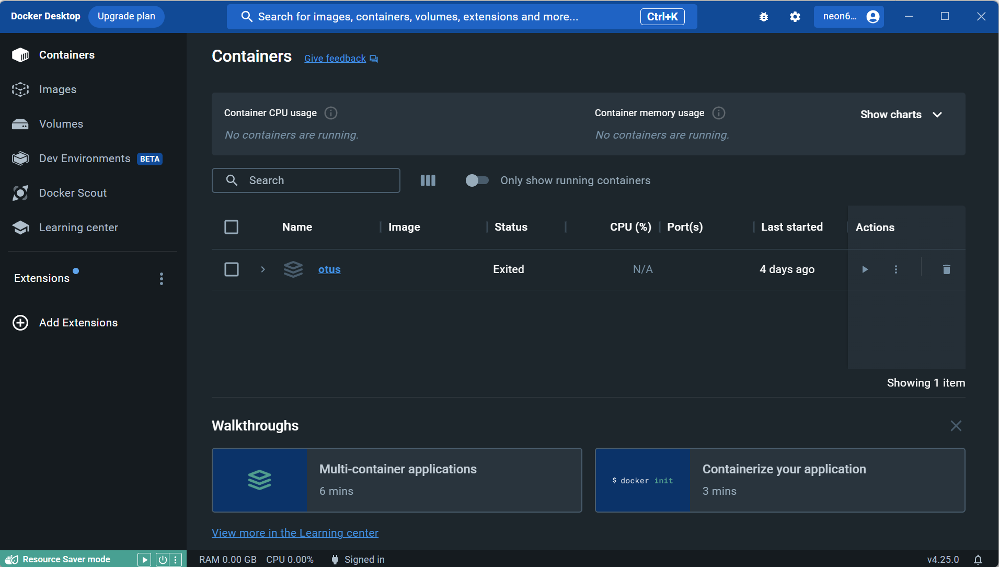 Docker Desktop Upgrade plan Search for images, containers, volumes, extensions and more... Ctrl+K neon6...
Containers
Images
Volumes
Dev Environments BETA
Docker Scout
Learning center
Extensions
Add Extensions
Containers Give feedback
Container CPU usage
No containers are running.
Container memory usage
No containers are running.
Show charts
Search
Only show running containers
Name Image Status CPU (%) Port(s) Last started Actions
otus Exited N/A 4 days ago
Showing 1 item
Walkthroughs
Multi-container applications
6 mins
$ docker init
Containerize your application
3 mins
View more in the Learning center
Resource Saver mode RAM 0.00 GB CPU 0.00% Signed in v4.25.0